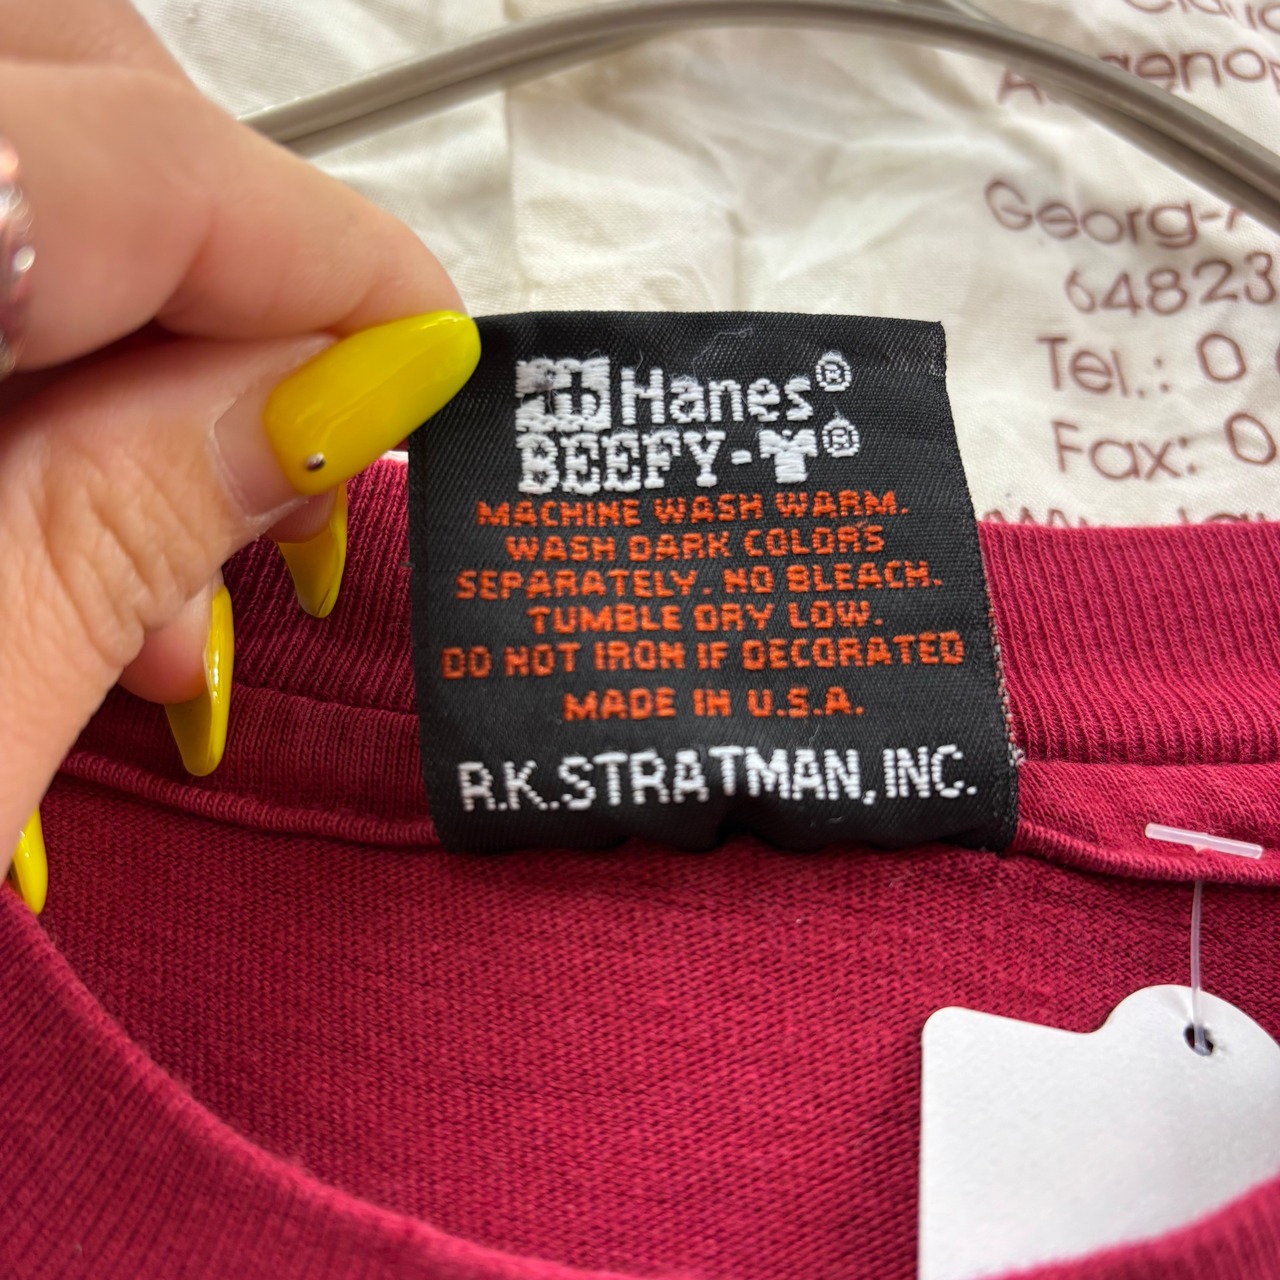 Georg-
64823
Tel.: 0
Fax: 0
Hanes®
BEEFY-T®
MACHINE WASH WARM.
WASH DARK COLORS
SEPARATELY. NO BLEACH.
TUMBLE DRY LOW.
DO NOT IRON IF DECORATED
MADE IN U.S.A.
R.K.STRATMAN, INC.